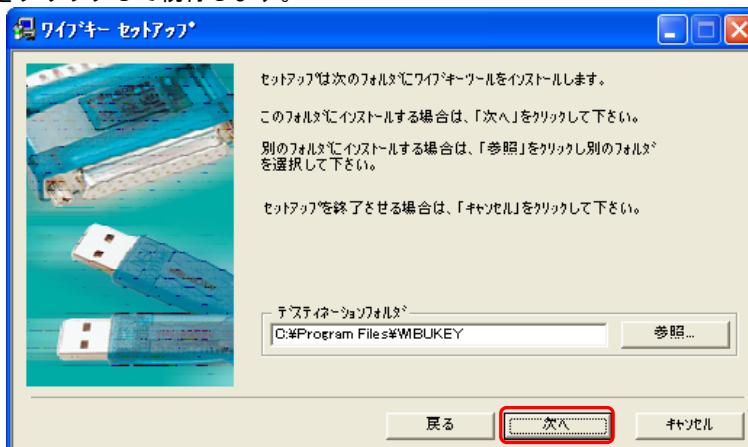 ワイブキー セットアップ
セットアップは次のフォルダにワイブキーツールをインストールします。
このフォルダにインストールする場合は、「次へ」をクリックして下さい。
別のフォルダにインストールする場合は、「参照」をクリックし別のフォルダ
を選択して下さい。
セットアップを終了させる場合は、「キャンセル」をクリックして下さい。
デスティネーションフォルダ
C:¥Program Files¥WIBUKEY
参照...
戻る
次へ
キャンセル